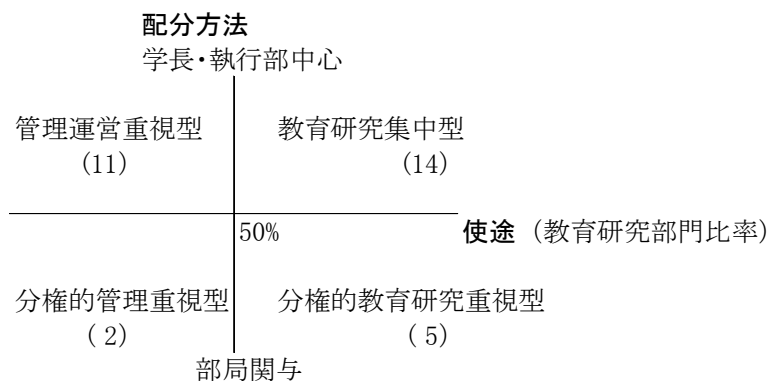 配分方法
学長・執行部中心
管理運営重視型 教育研究集中型
(11) (14)
50% 使途 (教育研究部門比率)
分権的管理重視型 分権的教育研究重視型
( 2) ( 5)
部局関与